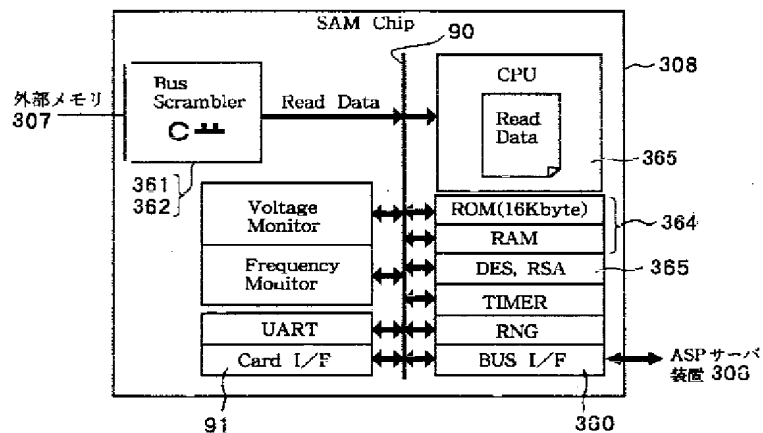 SAM Chip
90
308
CPU
Read
Data
365
Bus
Scrambler
Read Data
外部メモリ
307
361
362
Voltage
Monitor
Frequency
Mouitor
UART
Card I/F
91
ROM(16Kbyte)
RAM
364
DES, RSA
365
TIMER
RNG
BUS I/F
360
ASPサーバ
装置 306